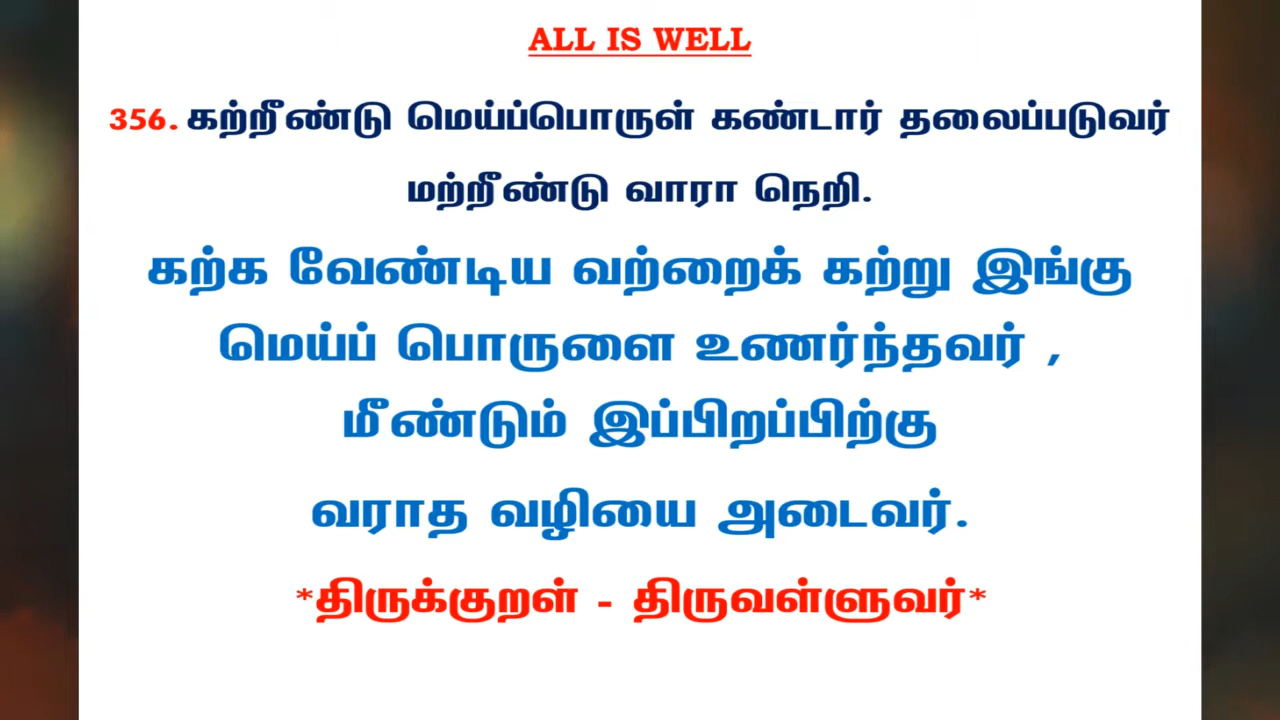 ALL IS WELL
356. கற்றீண்டு மெய்ப்பொருள் கண்டார் தலைப்படுவர்
மற்றீண்டு வாரா நெறி.
கற்க வேண்டிய வற்றைக் கற்று இங்கு
மெய்ப் பொருளை உணர்ந்தவர் ,
மீண்டும் இப்பிறப்பிற்கு
வராத வழியை அடைவர்.
*திருக்குறள் - திருவள்ளுவர்*